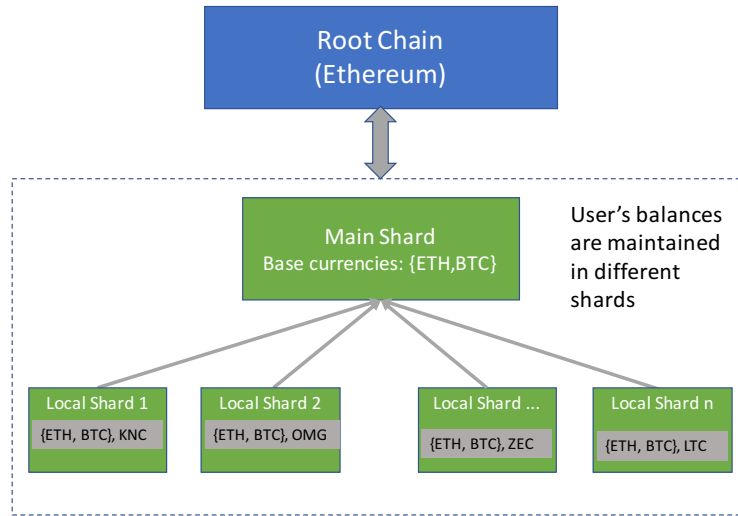 Root Chain
(Ethereum)
Main Shard
Base currencies: {ETH,BTC}
User’s balances
are maintained
in different
shards
Local Shard 1
{ETH, BTC}, KNC
Local Shard 2
{ETH, BTC}, OMG
Local Shard ...
{ETH, BTC}, ZEC
Local Shard n
{ETH, BTC}, LTC